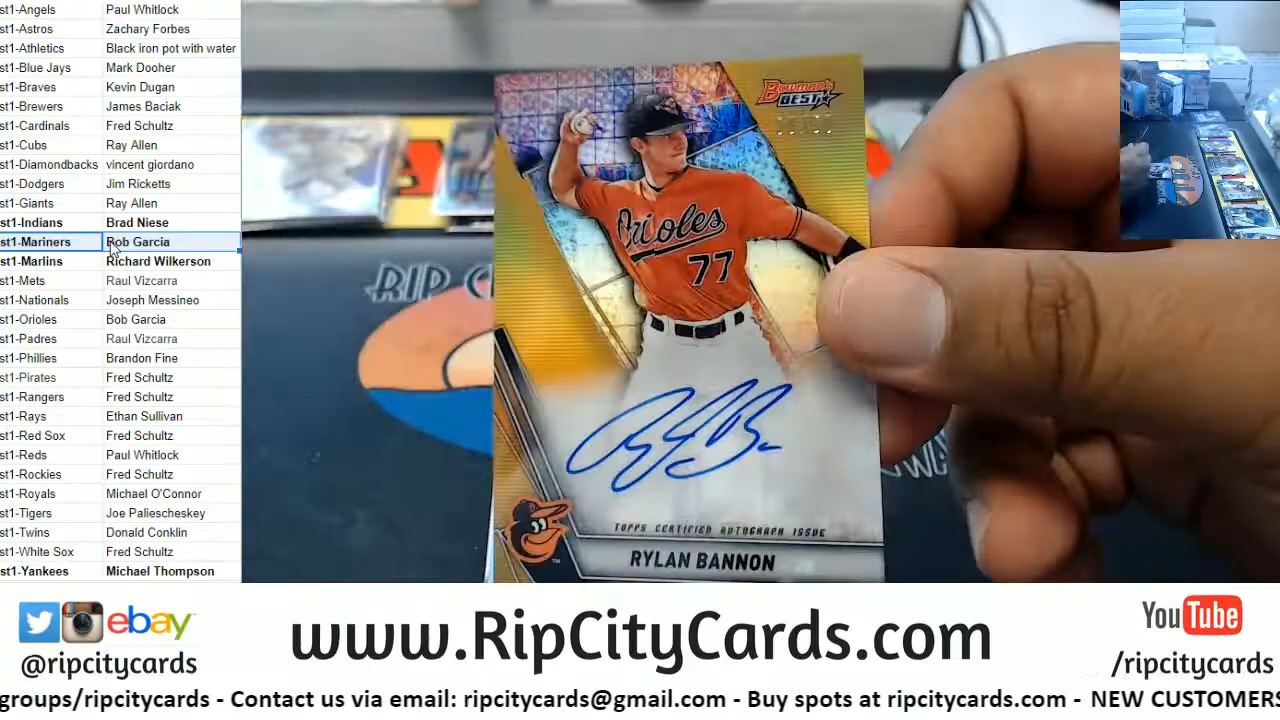 st1-Angels Paul Whitlock
st1-Astros Zachary Forbes
st1-Athletics Black iron pot with water
st1-Blue Jays Mark Dooher
st1-Braves Kevin Dugan
st1-Brewers James Baciak
st1-Cardinals Fred Schultz
st1-Cubs Ray Allen
st1-Diamondbacks vincent giordano
st1-Dodgers Jim Ricketts
st1-Giants Ray Allen
st1-Indians Brad Niese
st1-Mariners Bob Garcia
st1-Marlins Richard Wilkerson
st1-Mets Raul Vizcarra
st1-Nationals Joseph Messineo
st1-Orioles Bob Garcia
st1-Padres Raul Vizcarra
st1-Phillies Brandon Fine
st1-Pirates Fred Schultz
st1-Rangers Fred Schultz
st1-Rays Ethan Sullivan
st1-Red Sox Fred Schultz
st1-Reds Paul Whitlock
st1-Rockies Fred Schultz
st1-Royals Michael O'Connor
st1-Tigers Joe Paliescheskey
st1-Twins Donald Conklin
st1-White Sox Fred Schultz
st1-Yankees Michael Thompson
Bowman's
BEST
Orioles
77
RIP C
TOPPS CERTIFIED AUTOGRAPH ISSUE
RYLAN BANNON
ebay
@ripcitycards
www.RipCityCards.com
YouTube
/ripcitycards
groups/ripcitycards - Contact us via email: ripcitycards@gmail.com - Buy spots at ripcitycards.com - NEW CUSTOMERS